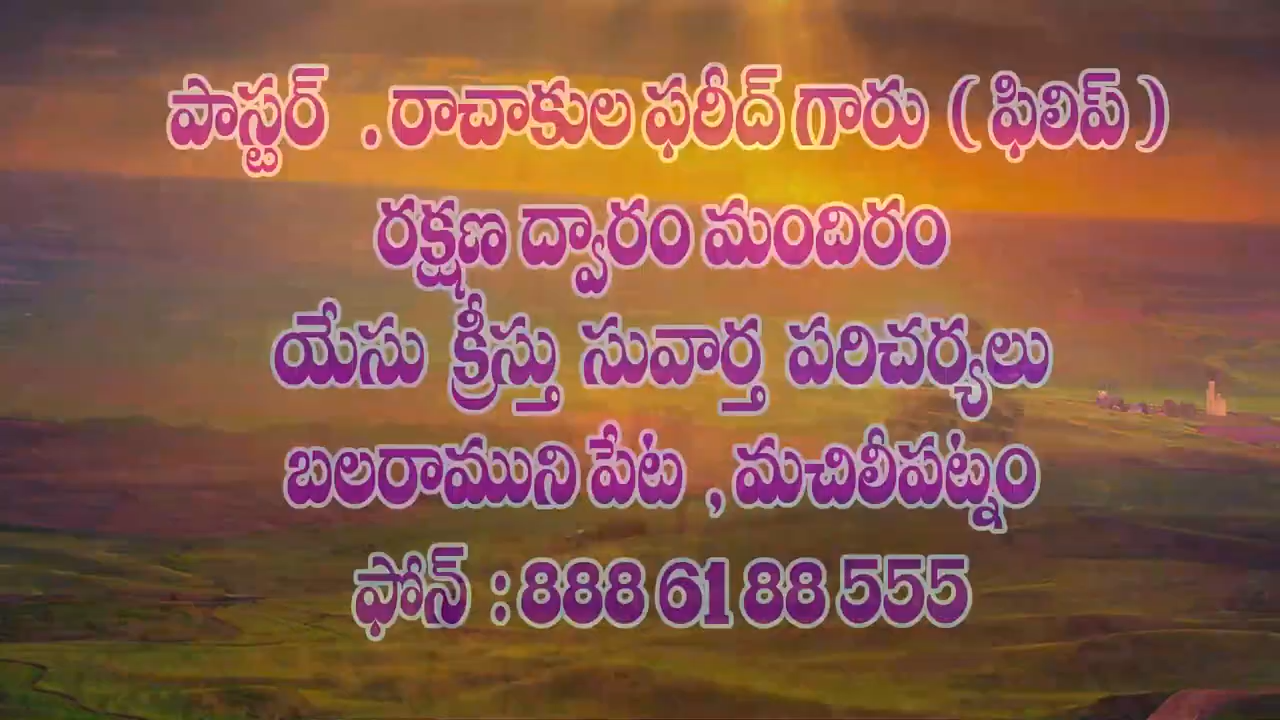 పాస్టర్ . రాచాకుల ఫరీద్ గారు ( ఫిలిప్ )
రక్షణ ద్వారం మందిరం
యేసు క్రీస్తు సువార్త పరిచర్యలు
బలరాముని పేట , మచిలీపట్నం
ఫోన్ : 888 61 88 555